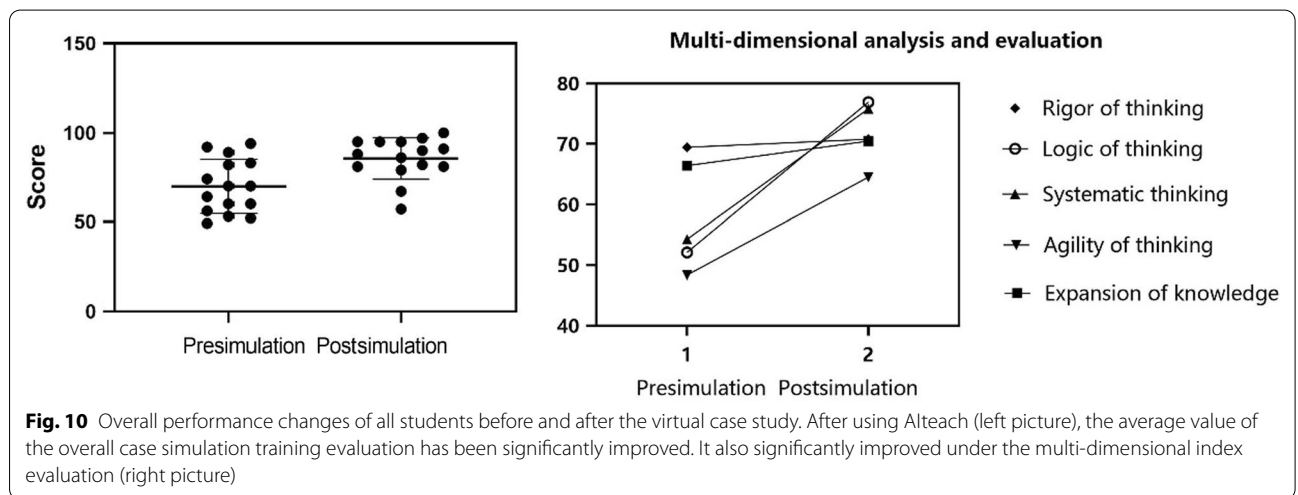 150
100
50
0
Score
Presimulation Postsimulation
Multi-dimensional analysis and evaluation
80
70
60
50
40
1 2
Presimulation Postsimulation
Rigor of thinking
Logic of thinking
Systematic thinking
Agility of thinking
Expansion of knowledge
Fig. 10 Overall performance changes of all students before and after the virtual case study. After using AIteach (left picture), the average value of
the overall case simulation training evaluation has been significantly improved. It also significantly improved under the multi-dimensional index
evaluation (right picture)